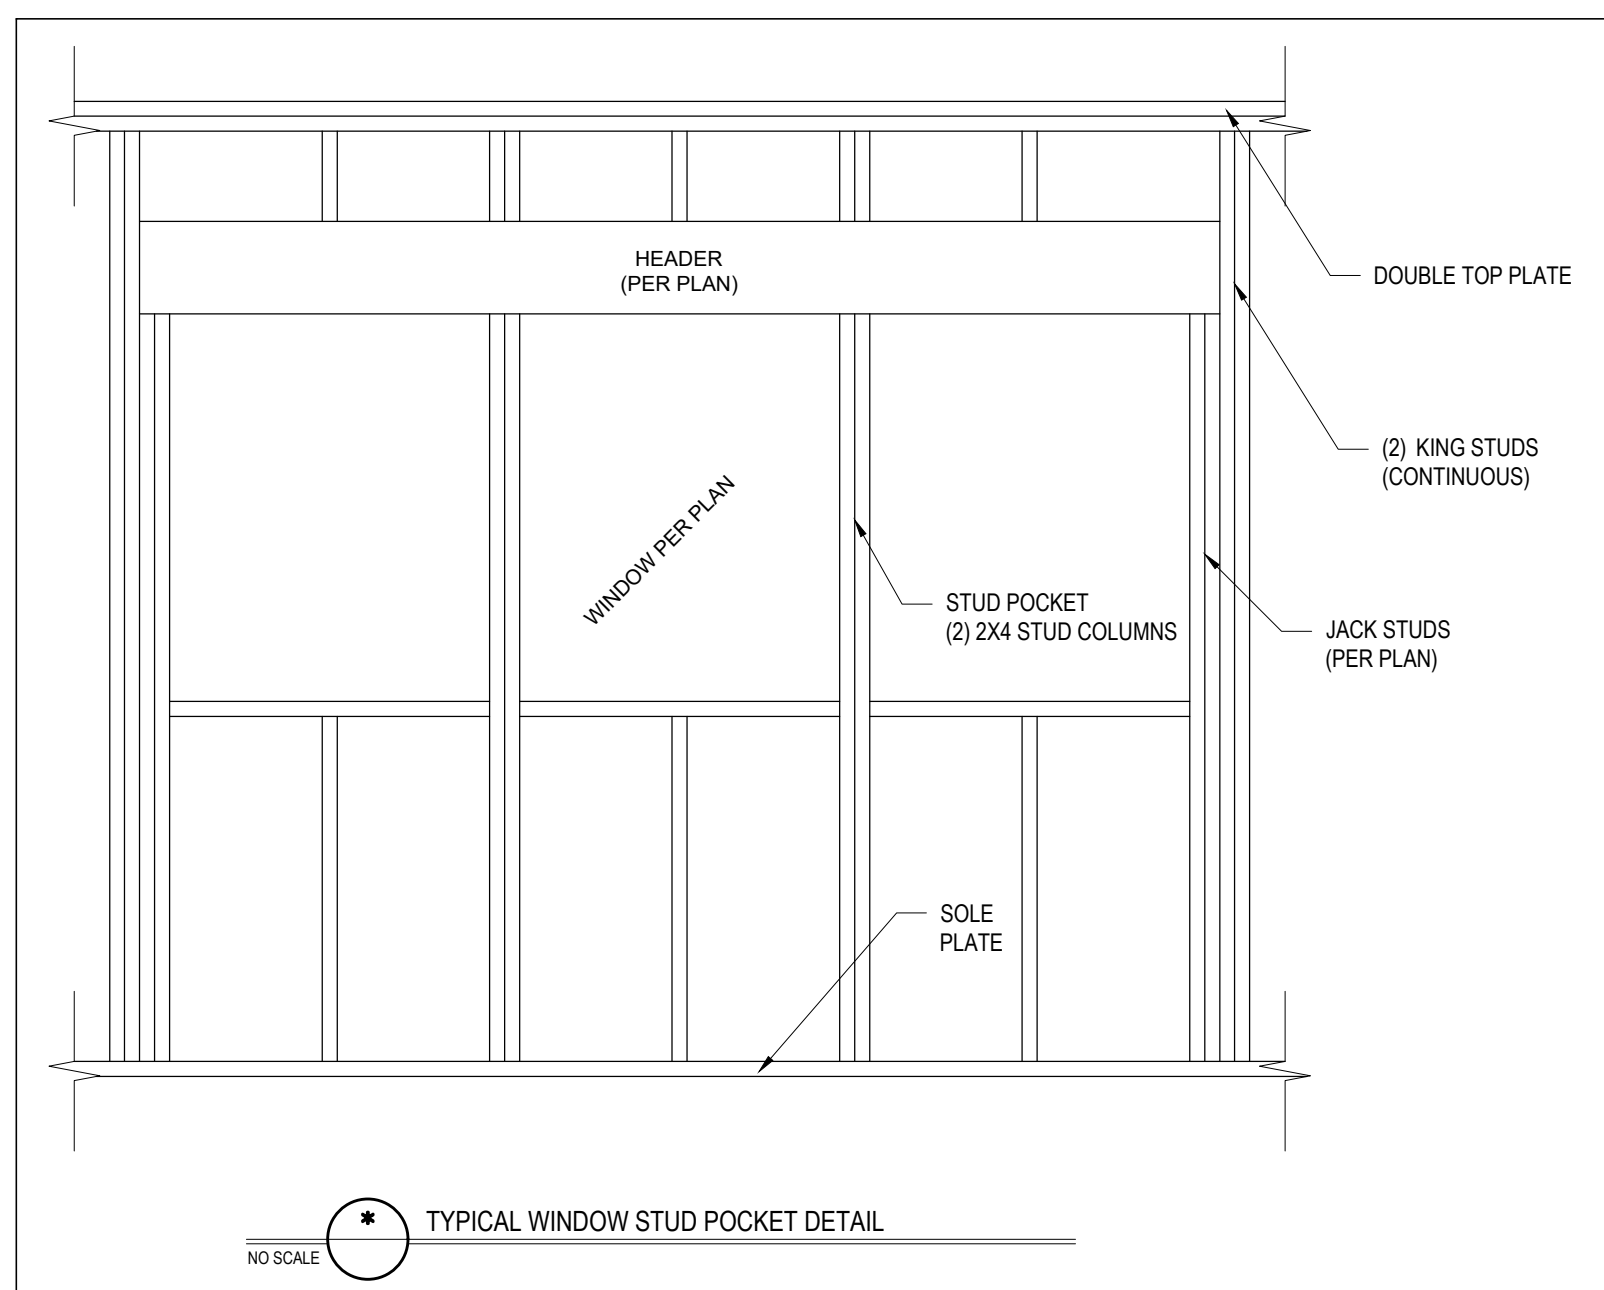 HEADER
(PER PLAN)
DOUBLE TOP PLATE
(2) KING STUDS
(CONTINUOUS)
WINDOW PER PLAN
STUD POCKET
(2) 2X4 STUD COLUMNS
JACK STUDS
(PER PLAN)
SOLE
PLATE
*
TYPICAL WINDOW STUD POCKET DETAIL
NO SCALE